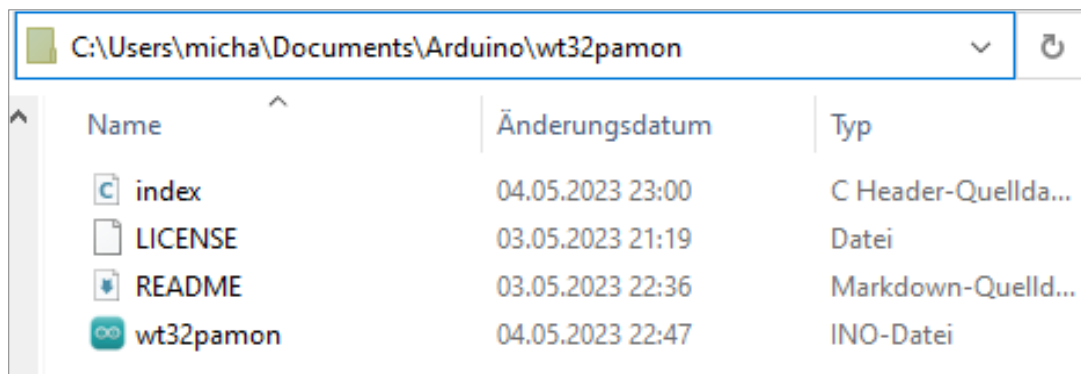 C:\Users\micha\Documents\Arduino\wt32pamon
Name Änderungsdatum Typ
index 04.05.2023 23:00 C Header-Quellda...
LICENSE 03.05.2023 21:19 Datei
README 03.05.2023 22:36 Markdown-Quelld...
wt32pamon 04.05.2023 22:47 INO-Datei